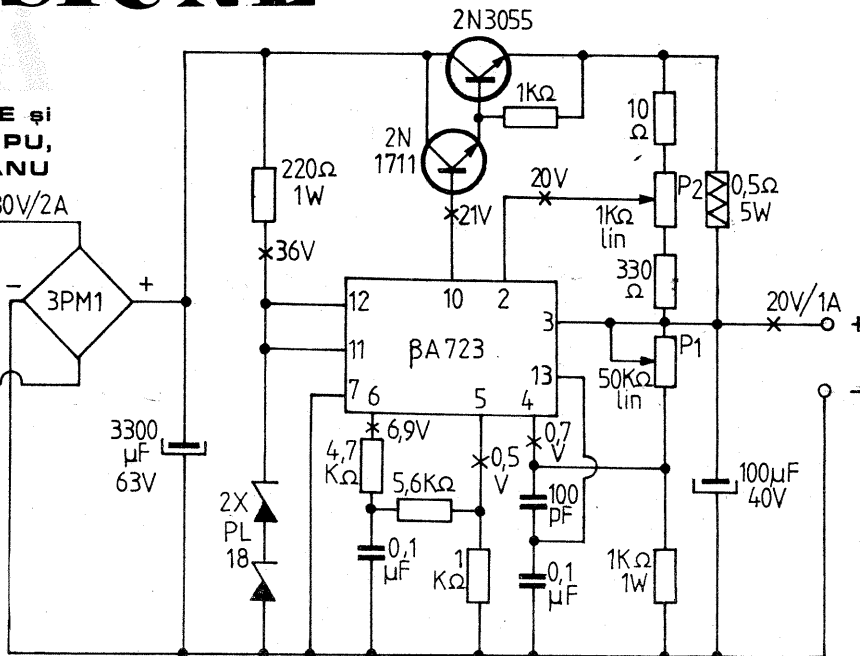 2N3055
E și
PU,
ANU
0V/2A
1KΩ
10
Ω
2N
1711
220Ω
1W
20V
P2
0,5Ω
5W
21V
1KΩ
lin
36V
330
Ω
−
3PM1
+
12
10
2
11
βA723
3
20V/1A
+
P1
7
6
5
4
13
50KΩ
lin
−
3300
µF
63V
6,9V
4,7
KΩ
0,5
V
0,7
V
5,6KΩ
2X
PL
18
100
pF
100µF
40V
0,1
µF
1
KΩ
0,1
µF
1KΩ
1W